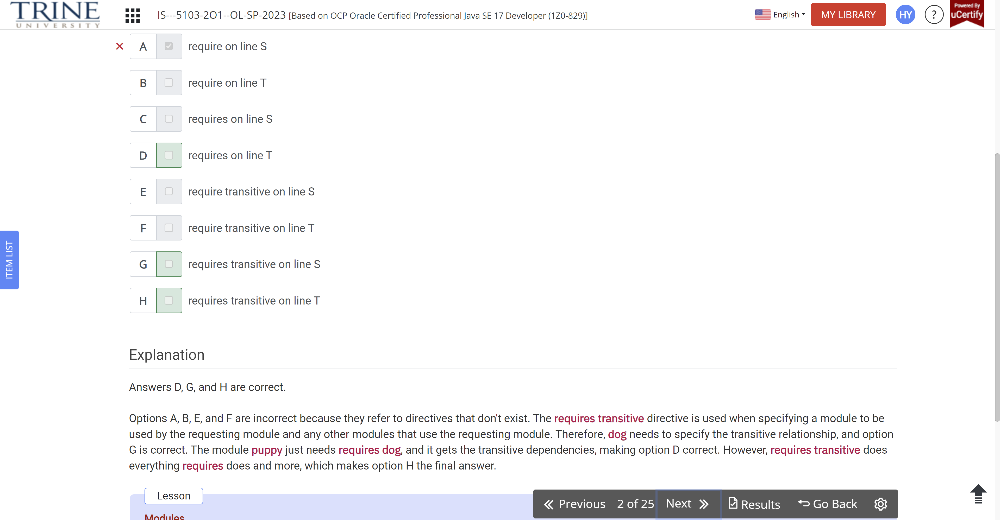 TRINE
UNIVERSITY
IS---5103-2O1--OL-SP-2023 [Based on OCP Oracle Certified Professional Java SE 17 Developer (1Z0-829)]
English
MY LIBRARY
HY
?
Powered By
uCertify
A require on line S
B require on line T
C requires on line S
D requires on line T
E require transitive on line S
F require transitive on line T
G requires transitive on line S
H requires transitive on line T
ITEM LIST
Explanation
Answers D, G, and H are correct.
Options A, B, E, and F are incorrect because they refer to directives that don't exist. The requires transitive directive is used when specifying a module to be
used by the requesting module and any other modules that use the requesting module. Therefore, dog needs to specify the transitive relationship, and option
G is correct. The module puppy just needs requires dog, and it gets the transitive dependencies, making option D correct. However, requires transitive does
everything requires does and more, which makes option H the final answer.
Lesson
Modules
Previous 2 of 25 Next Results Go Back